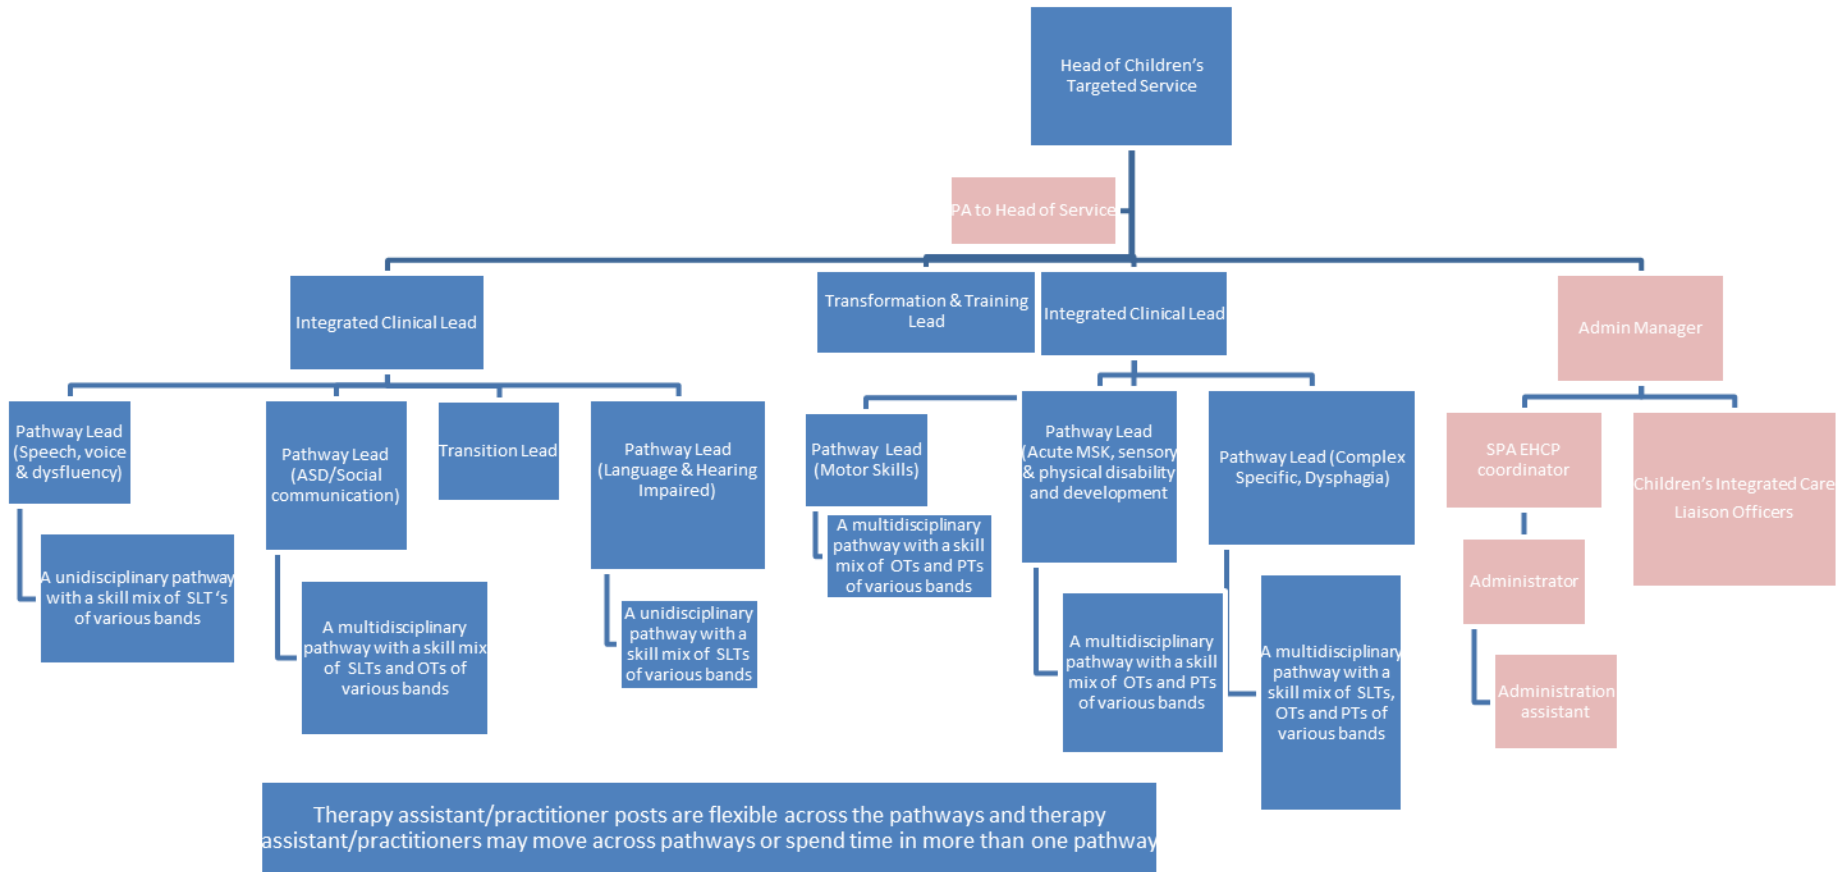 Head of Children's
Targeted Service
PA to Head of Service
Integrated Clinical Lead
Transformation & Training
Lead
Integrated Clinical Lead
Admin Manager
Pathway Lead
(Speech, voice
& dysfluency)
Pathway Lead
(ASD/Social
communication)
Transition Lead
Pathway Lead
(Language & Hearing
Impaired)
Pathway Lead
(Motor Skills)
Pathway Lead
(Acute MSK, sensory
& physical disability
and development
Pathway Lead (Complex
Specific, Dysphagia)
SPA EHCP
coordinator
Children's Integrated Care
Liaison Officers
A unidisciplinary pathway
with a skill mix of SLT 's
of various bands
A multidisciplinary
pathway with a skill mix
of SLTs and OTs of
various bands
A unidisciplinary
pathway with a
skill mix of SLTs
of various bands
A multidisciplinary
pathway with a skill
mix of OTs and PTs
of various bands
A multidisciplinary
pathway with a skill
mix of OTs and PTs
of various bands
A multidisciplinary
pathway with a
skill mix of SLTs,
OTs and PTs of
various bands
Administrator
Administration
assistant
Therapy assistant/practitioner posts are flexible across the pathways and therapy
assistant/practitioners may move across pathways or spend time in more than one pathway